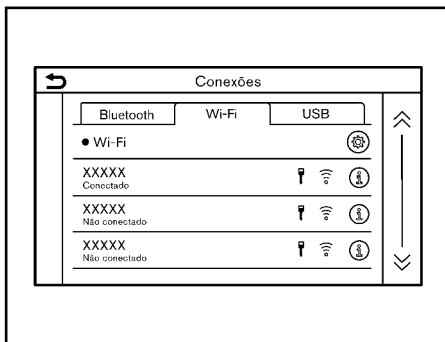 Conexões
Bluetooth Wi-Fi USB
● Wi-Fi
XXXXX
Conectado
XXXXX
Não conectado
XXXXX
Não conectado